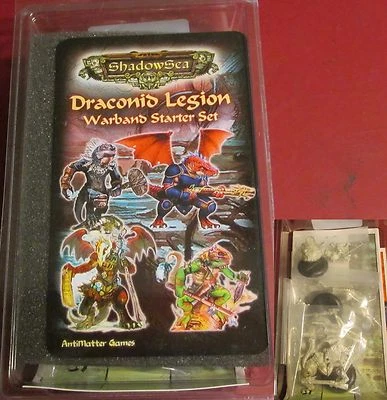 ShadowSea
Draconid Legion
Warband Starter Set
AntiMatter Games